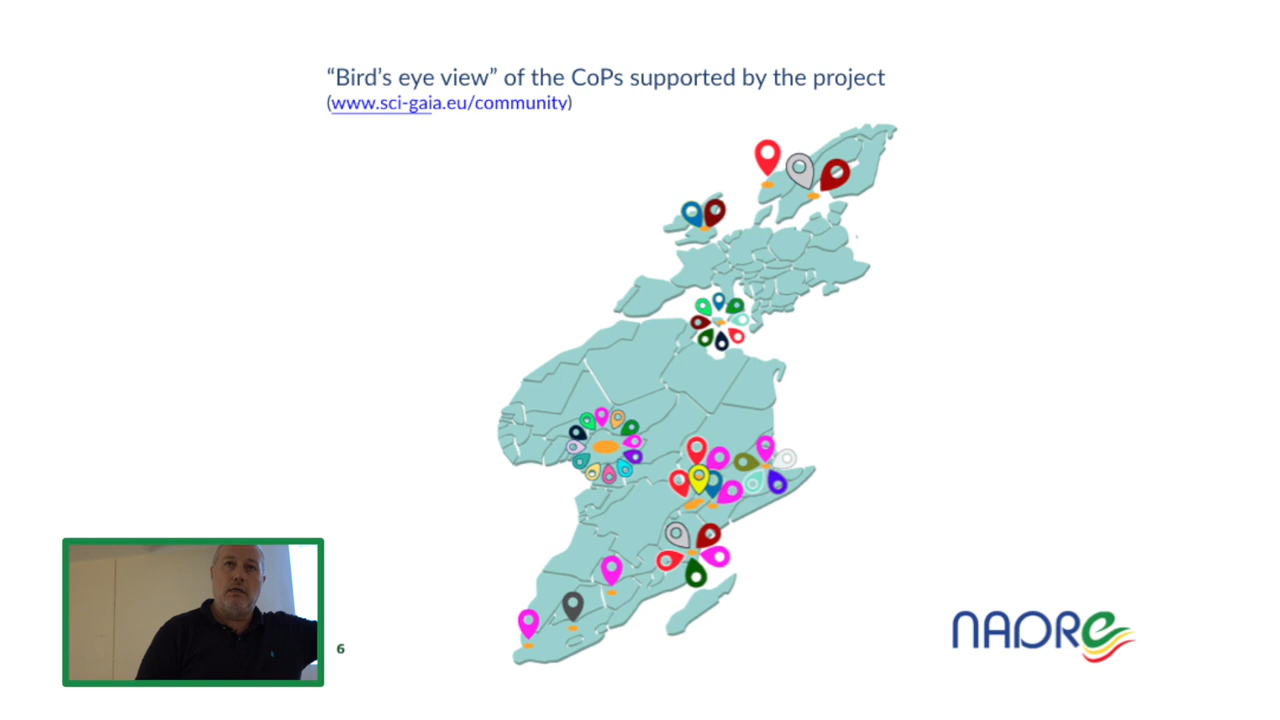 “Bird’s eye view” of the CoPs supported by the project
(www.sci-gaia.eu/community)
6
NADRe